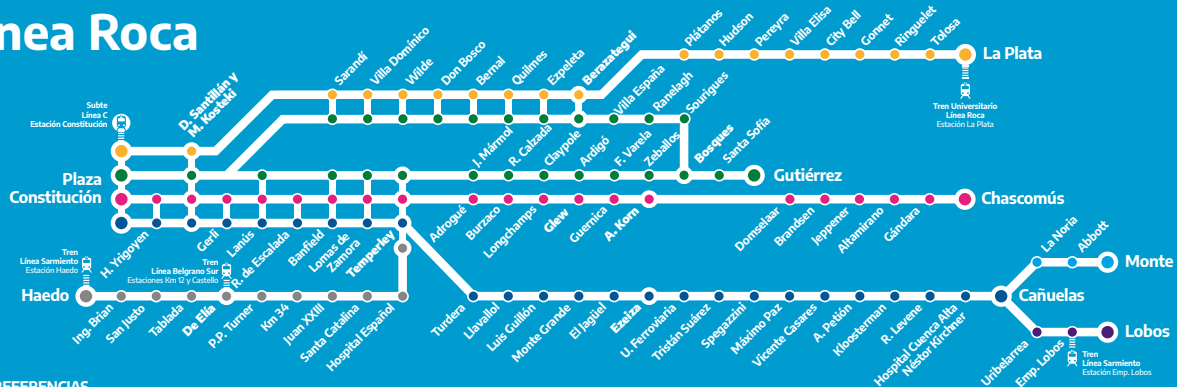 nea Roca
Subte
Línea C
Estación Constitución
D. Santillán y
M. Kosteki
Sarandí
Villa Domínico
Wilde
Don Bosco
Bernal
Quilmes
Ezpeleta
Berazategui
Plátanos
Hudson
Pereyra
Villa Elisa
City Bell
Gonnet
Ringuelet
Tolosa
La Plata
Tren Universitario
Línea Roca
Estación La Plata
Villa España
Ranelagh
Sourigues
Plaza
Constitución
J. Mármol
R. Calzada
Claypole
Ardigó
F. Varela
Zeballos
Bosques
Santa Sofía
Gutiérrez
H. Yrigoyen
Gerli
Lanús
R. de Escalada
Banfield
Lomas de
Zamora
Temperley
Adrogué
Burzaco
Longchamps
Glew
Guernica
A. Korn
Domselaar
Brandsen
Jeppener
Altamirano
Gándara
Chascomús
Tren
Línea Sarmiento
Estación Haedo
Tren
Línea Belgrano Sur
Estaciones Km 12 y Castello
Haedo
Ing. Brian
San Justo
Tablada
De Elía
P.P. Turner
Km 34
Juan XXIII
Santa Catalina
Hospital Español
Turdera
Llavallol
Luis Guillón
Monte Grande
El Jagüel
Ezeiza
U. Ferroviaria
Tristán Suárez
Spegazzini
Máximo Paz
Vicente Casares
A. Petión
Kloosterman
R. Levene
Hospital Cuenca Alta
Néstor Kirchner
Cañuelas
La Noria
Abbott
Monte
Uribelarrea
Emp. Lobos
Lobos
Tren
Línea Sarmiento
Estación Emp. Lobos
REFERENCIAS